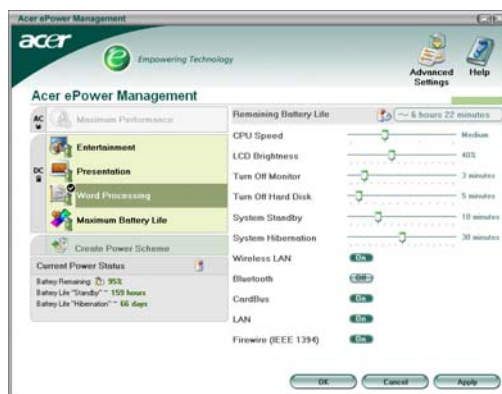 Acer ePower Management
acer
e
Empowering Technology
Advanced Settings
Help
Acer ePower Management
AC
Maximum Performance
DC
Entertainment
Presentation
Word Processing
Maximum Battery Life
Create Power Scheme
Current Power Status
Battery Remaining: 95%
Battery Life "Standby" ~ 159 hours
Battery Life "Hibernation" ~ 66 days
Remaining Battery Life ~ 6 hours 22 minutes
CPU Speed Medium
LCD Brightness 40%
Turn Off Monitor 3 minutes
Turn Off Hard Disk 5 minutes
System Standby 10 minutes
System Hibernation 30 minutes
Wireless LAN On
Bluetooth Off
CardBus On
LAN On
Firewire (IEEE 1394) On
OK Cancel Apply